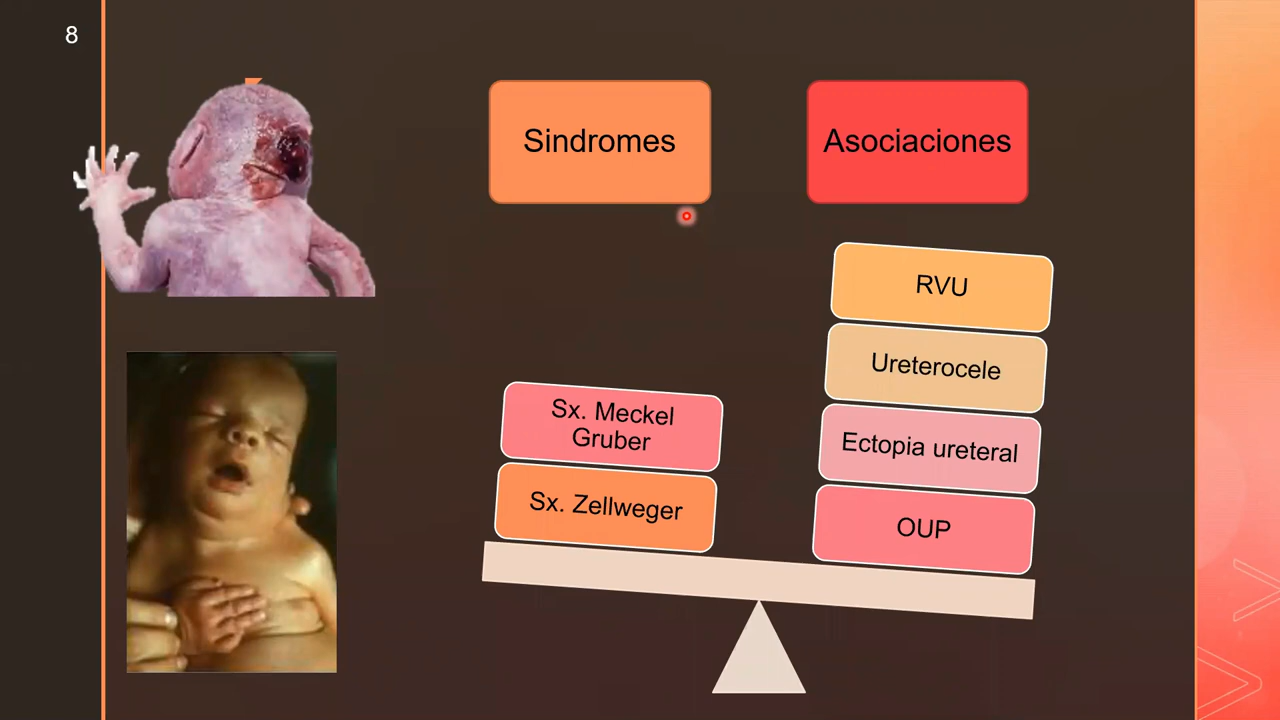 8
Sindromes
Asociaciones
RVU
Ureterocele
Ectopia ureteral
OUP
Sx. Meckel
Gruber
Sx. Zellweger